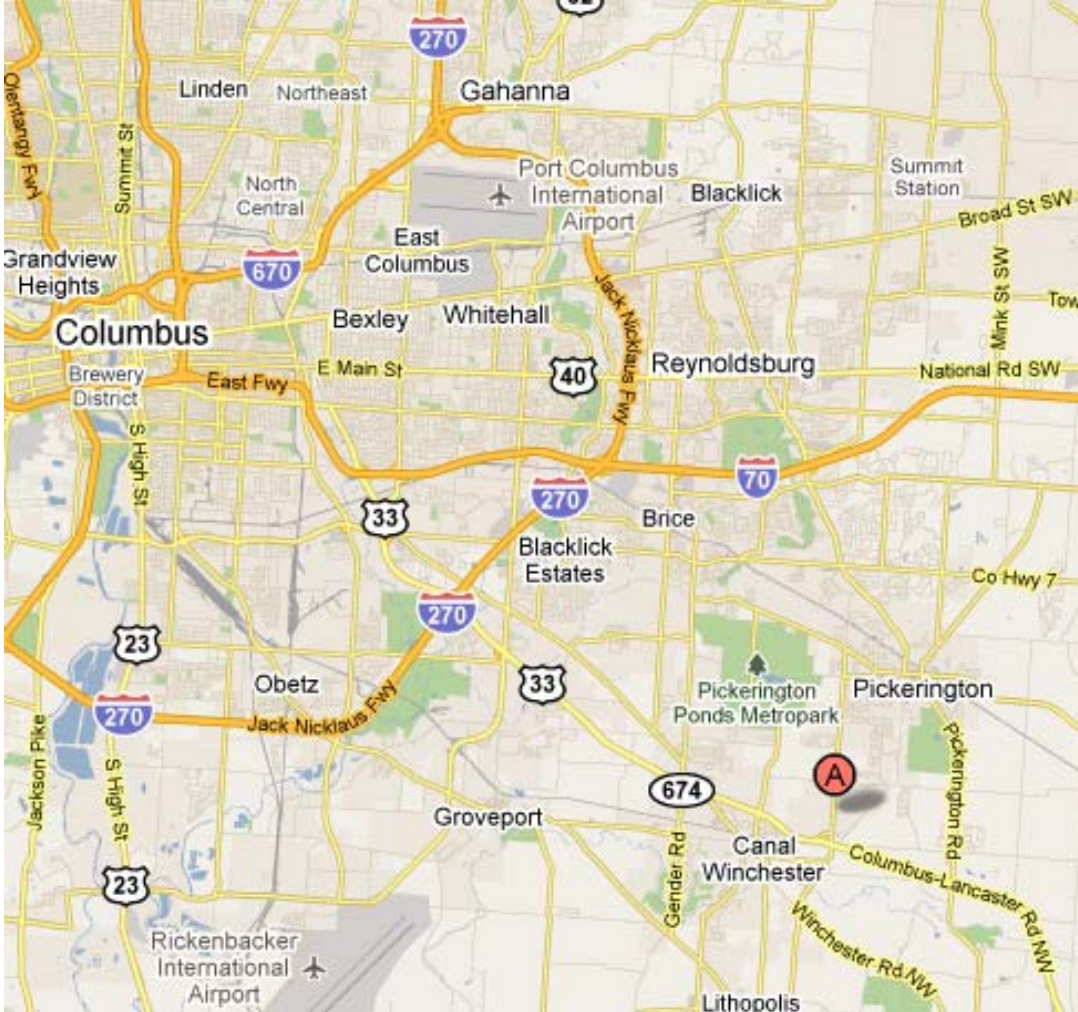 62
270
Olentangy Fwy
Linden
Northeast
Gahanna
Summit St
Port Columbus
International
Airport
Summit
Station
North
Central
Blacklick
Broad St SW
East
Columbus
Grandview
Heights
670
Jack Nicklaus Fwy
Mink St SW
Tow
Bexley
Whitehall
Columbus
E Main St
40
Reynoldsburg
National Rd SW
Brewery
District
East Fwy
S High St
70
270
33
Brice
Blacklick
Estates
Co Hwy 7
270
23
Obetz
33
Pickerington
Ponds Metropark
Pickerington
270
Jack Nicklaus Fwy
Jackson Pike
S High St
Pickerington Rd
A
674
Groveport
Gender Rd
Canal
Winchester
Columbus-Lancaster Rd NW
23
Winchester Rd NW
Rickenbacker
International
Airport
Lithopolis